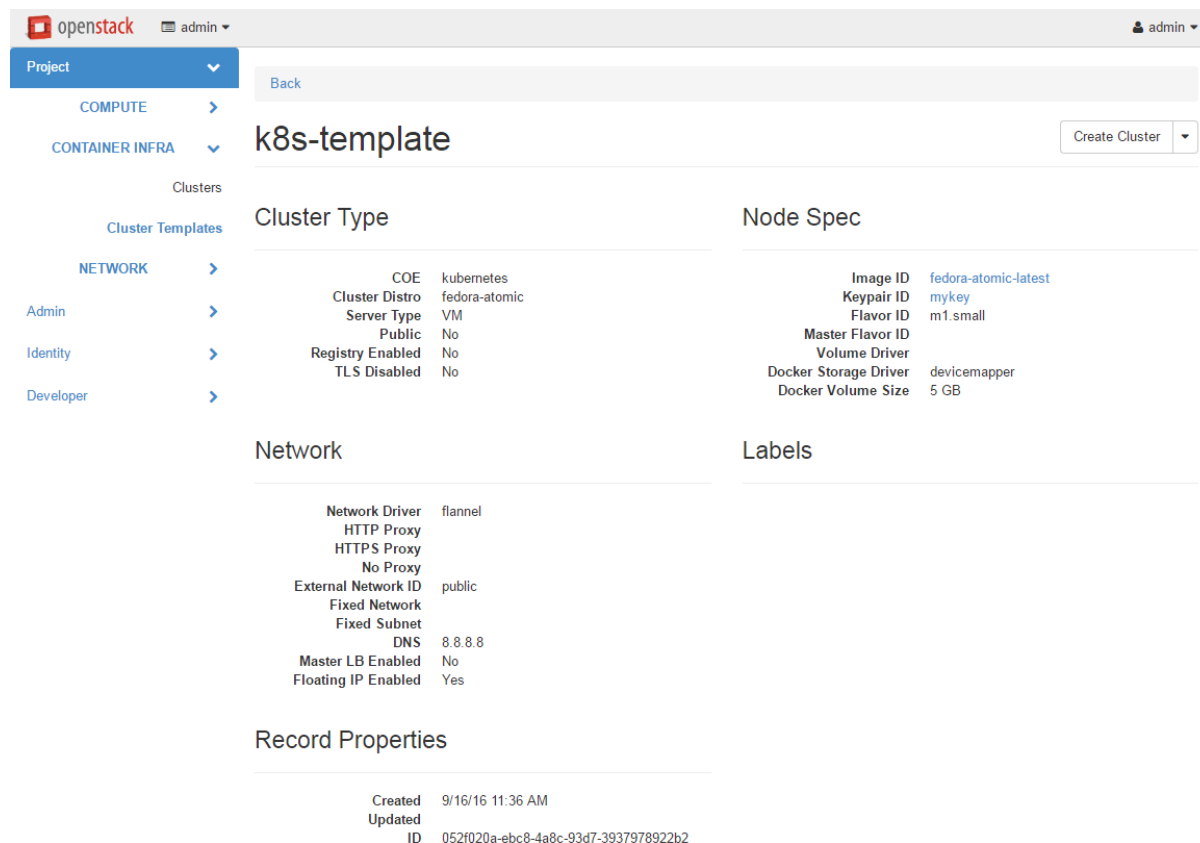 openstack admin admin
Project
COMPUTE
CONTAINER INFRA
Clusters
Cluster Templates
NETWORK
Admin
Identity
Developer
Back
k8s-template
Create Cluster
Cluster Type
COE kubernetes
Cluster Distro fedora-atomic
Server Type VM
Public No
Registry Enabled No
TLS Disabled No
Node Spec
Image ID fedora-atomic-latest
Keypair ID mykey
Flavor ID m1.small
Master Flavor ID
Volume Driver
Docker Storage Driver devicemapper
Docker Volume Size 5 GB
Network
Network Driver flannel
HTTP Proxy
HTTPS Proxy
No Proxy
External Network ID public
Fixed Network
Fixed Subnet
DNS 8.8.8.8
Master LB Enabled No
Floating IP Enabled Yes
Labels
Record Properties
Created 9/16/16 11:36 AM
Updated
ID 052f020a-ebc8-4a8c-93d7-3937978922b2